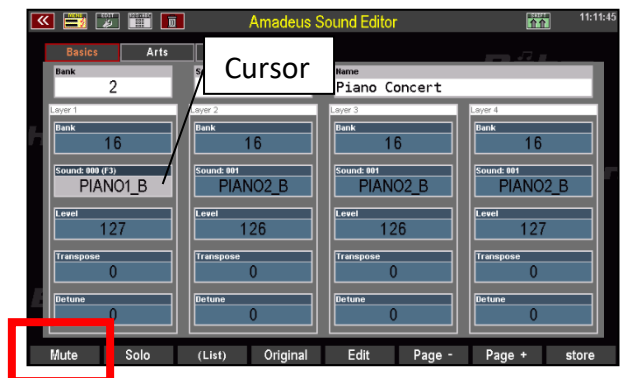 MENU EDIT Amadeus Sound Editor 11:11:45
Basics Arts
Cursor
Bank Name
2 Piano Concert
Layer 1 Layer 2 Layer 3 Layer 4
Bank Bank Bank Bank
16 16 16 16
Sound: 000 (F3) Sound: 001 Sound: 001 Sound: 001
PIANO1_B PIANO2_B PIANO2_B PIANO2_B
Level Level Level Level
127 126 126 127
Transpose Transpose Transpose Transpose
0 0 0 0
Detune Detune Detune Detune
0 0 0 0
Mute Solo (List) Original Edit Page - Page + store